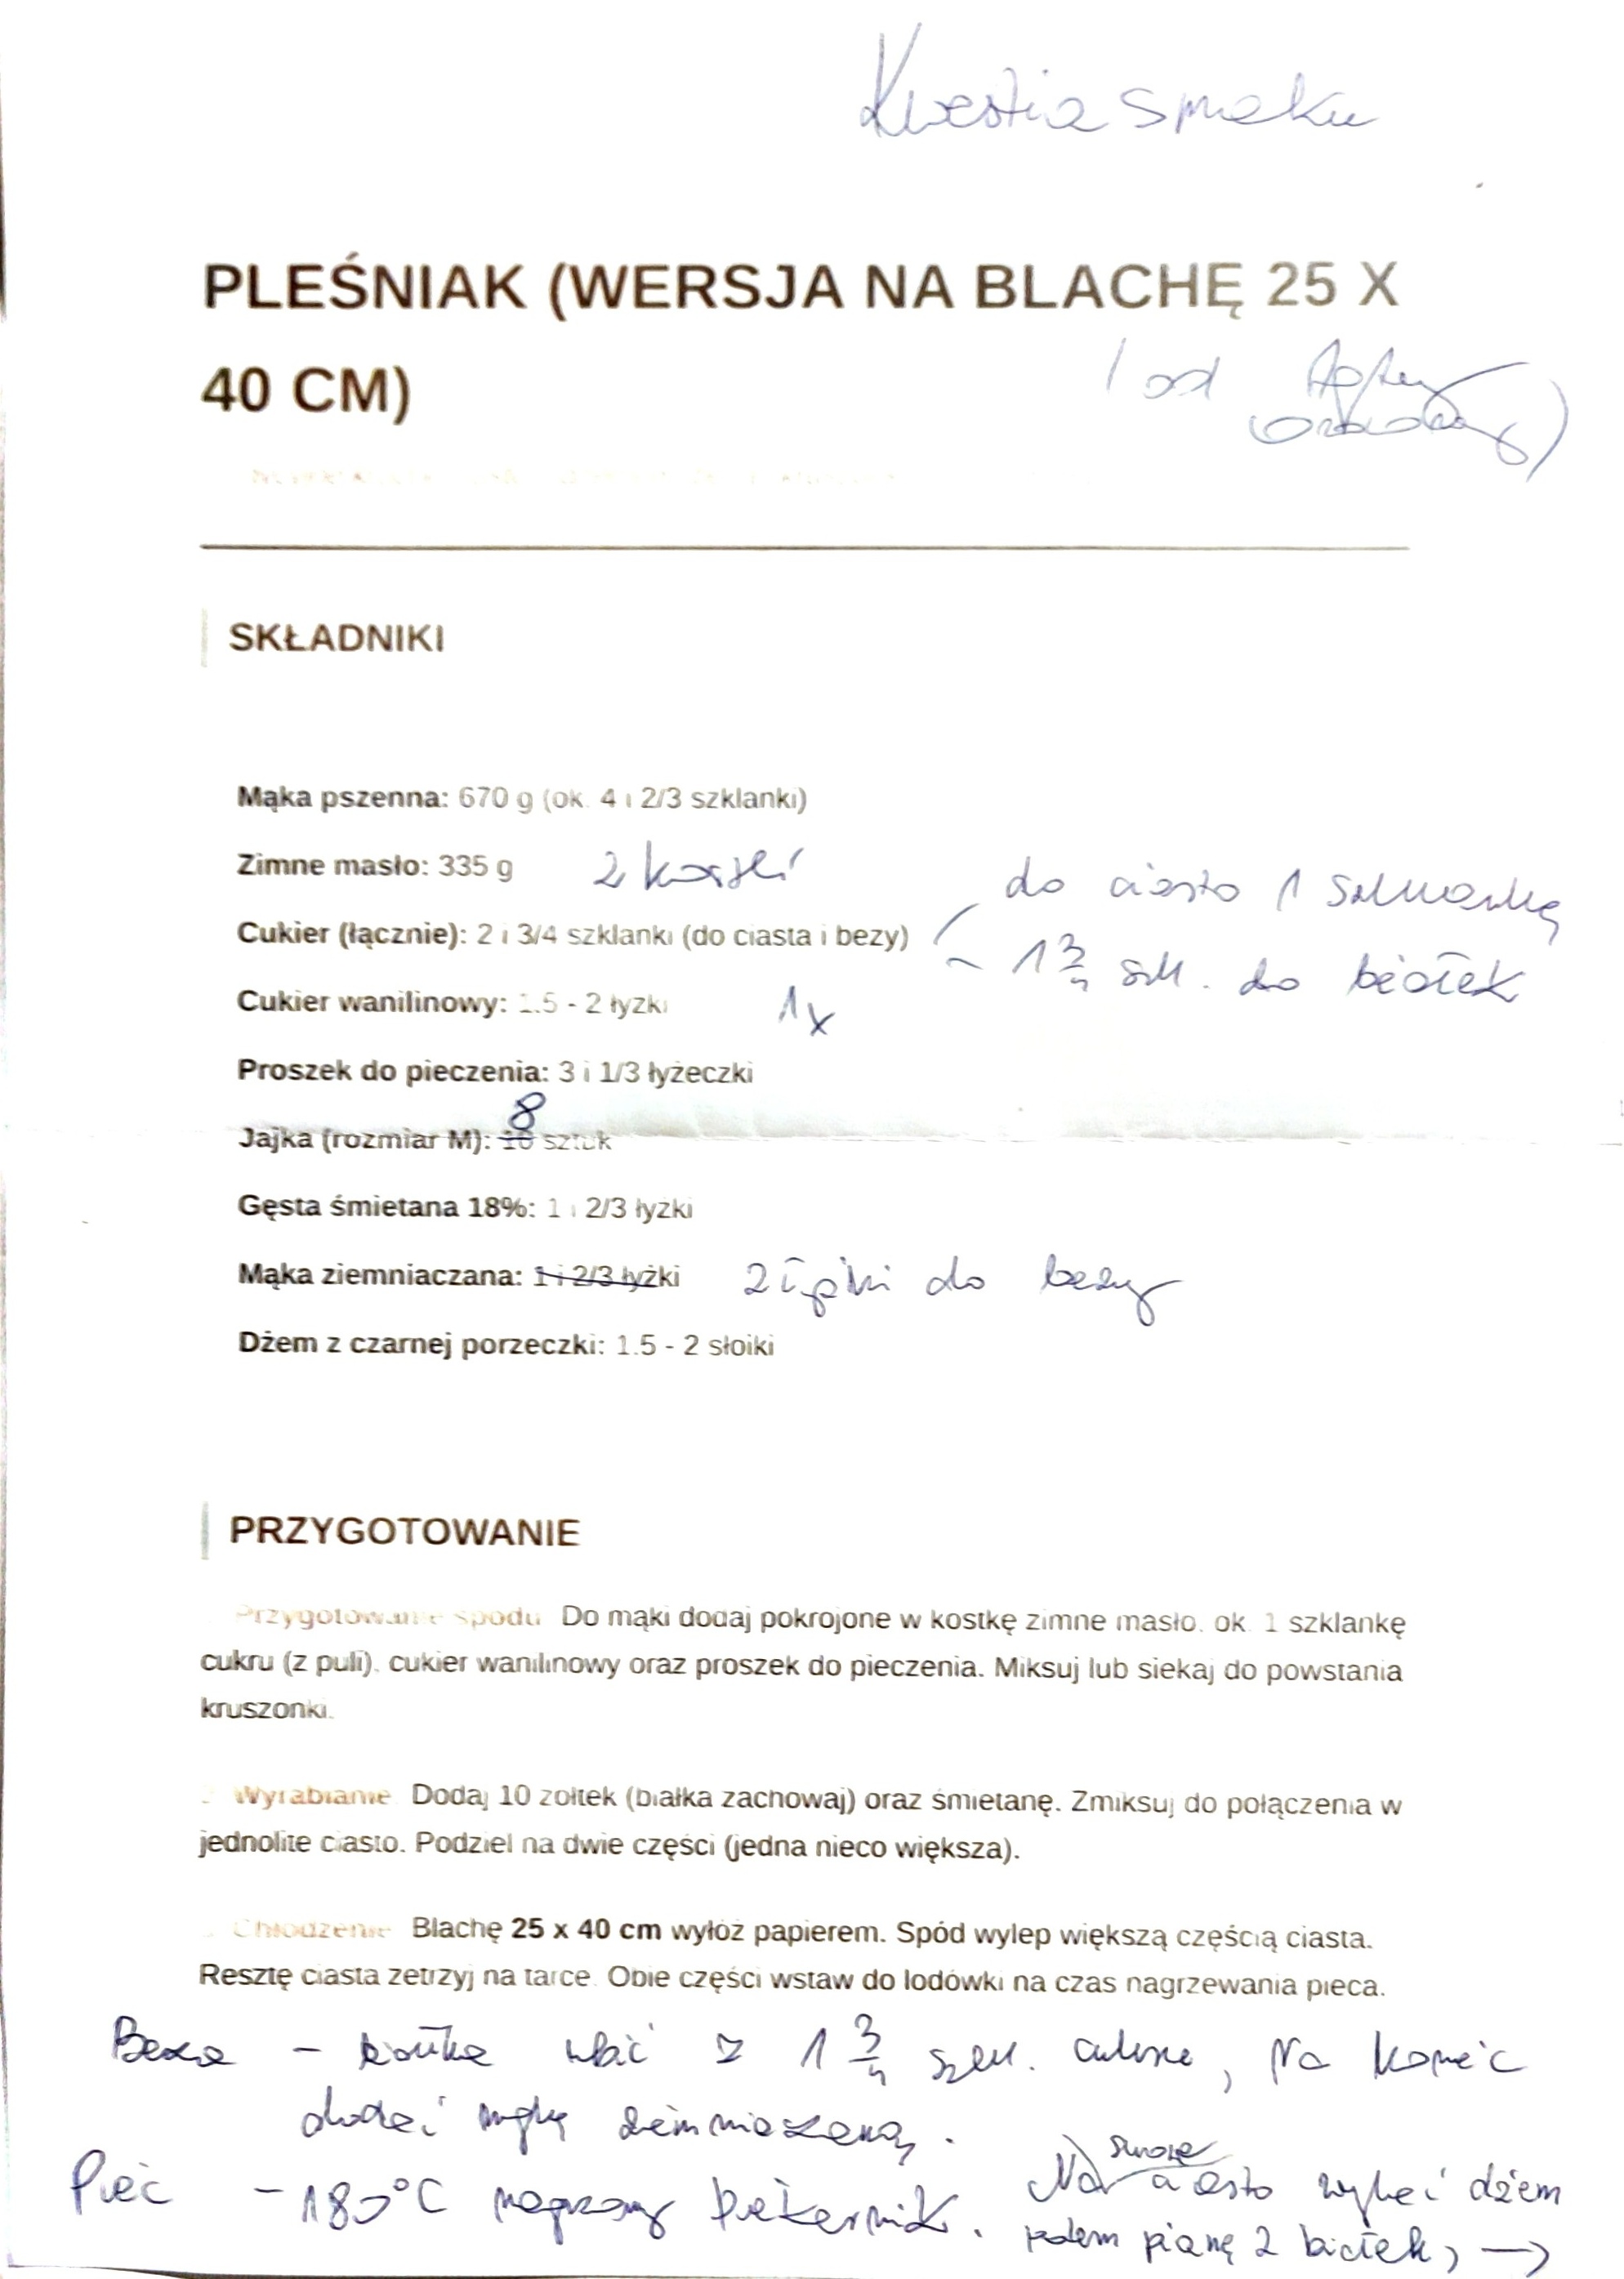 Kwestia smaku
PLEŚNIAK (WERSJA NA BLACHĘ 25 X
40 CM)
(od
SKŁADNIKI
Mąka pszenna: 670 g (ok. 4 i 2/3 szklanki)
Zimne masło: 335 g 2 kostki
do ciasta 1 szklankę
Cukier (łącznie): 2 i 3/4 szklanki (do ciasta i bezy)
1 3/4 szkl. do białek
Cukier wanilinowy: 1.5 - 2 łyżki 1x
Proszek do pieczenia: 3 i 1/3 łyżeczki
8
Jajka (rozmiar M): 10 sztuk
Gęsta śmietana 18%: 1 i 2/3 łyżki
Mąka ziemniaczana: 1 i 2/3 łyżki 2 łyżki do bezy
Dżem z czarnej porzeczki: 1.5 - 2 słoiki
PRZYGOTOWANIE
Przygotowanie spodu Do mąki dodaj pokrojone w kostkę zimne masło, ok. 1 szklankę
cukru (z puli), cukier wanilinowy oraz proszek do pieczenia. Miksuj lub siekaj do powstania
kruszonki.
2. Wyrabianie Dodaj 10 żółtek (białka zachowaj) oraz śmietanę. Zmiksuj do połączenia w
jednolite ciasto. Podziel na dwie części (jedna nieco większa).
Chłodzenie Blachę 25 x 40 cm wyłóż papierem. Spód wylep większą częścią ciasta.
Resztę ciasta zetrzyj na tarce. Obie części wstaw do lodówki na czas nagrzewania pieca.
Beza - białka ubić z 1 3/4 szkl. cukru, na koniec
dodać mąkę ziemniaczaną.
Piec - 180°C nagrzany piekarnik. Na ciasto wyłożyć dżem
potem pianę z białek, →